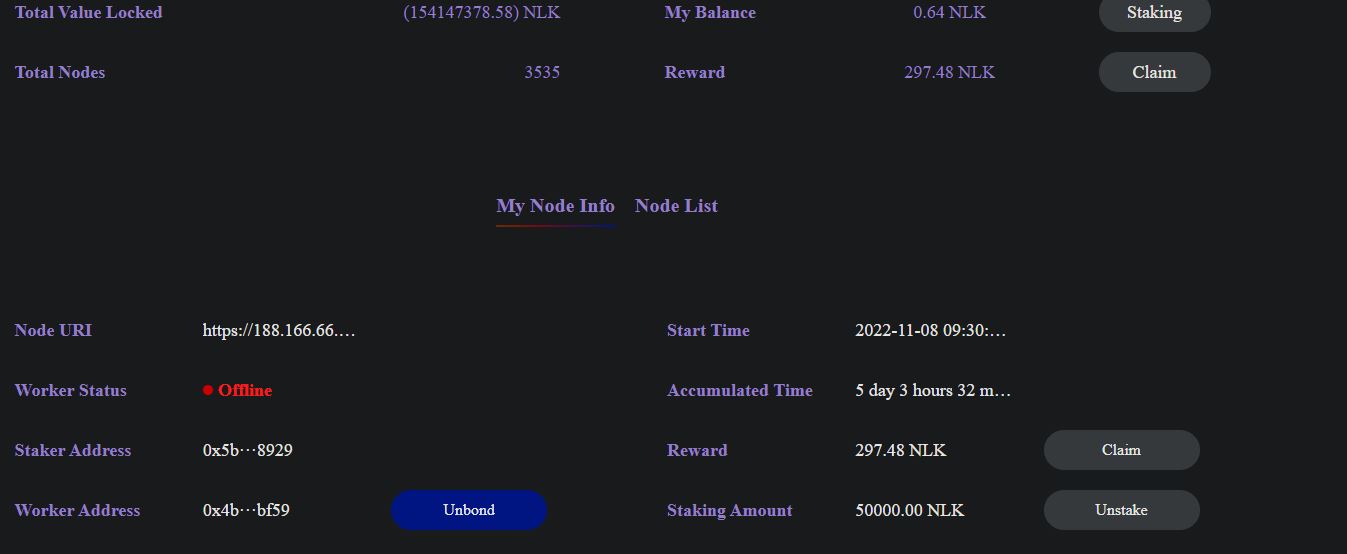 Total Value Locked (154147378.58) NLK My Balance 0.64 NLK Staking
Total Nodes 3535 Reward 297.48 NLK Claim
My Node Info Node List
Node URI https://188.166.66.… Start Time 2022-11-08 09:30:…
Worker Status Offline Accumulated Time 5 day 3 hours 32 m…
Staker Address 0x5b···8929 Reward 297.48 NLK Claim
Worker Address 0x4b···bf59 Unbond Staking Amount 50000.00 NLK Unstake